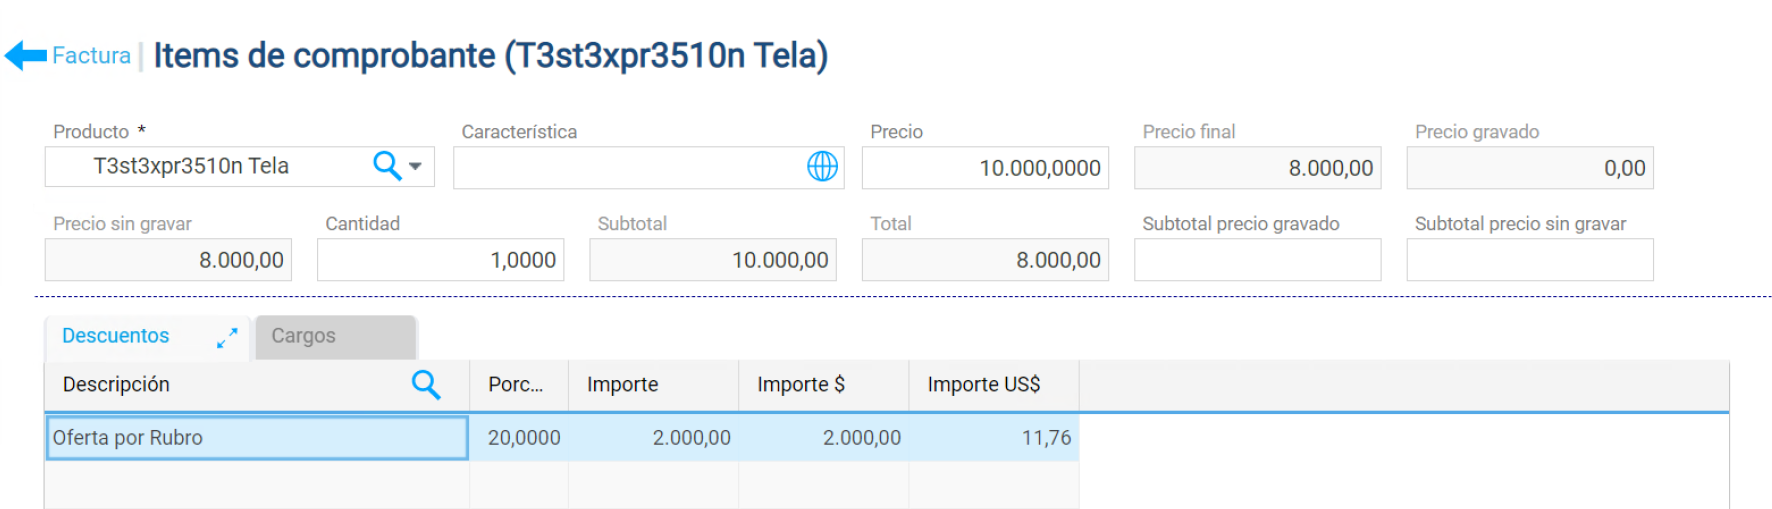 Factura | Items de comprobante (T3st3xpr3510n Tela)
Producto * Característica Precio Precio final Precio gravado
T3st3xpr3510n Tela 10.000,0000 8.000,00 0,00
Precio sin gravar Cantidad Subtotal Total Subtotal precio gravado Subtotal precio sin gravar
8.000,00 1,0000 10.000,00 8.000,00
Descuentos Cargos
Descripción Porc... Importe Importe $ Importe US$
Oferta por Rubro 20,0000 2.000,00 2.000,00 11,76